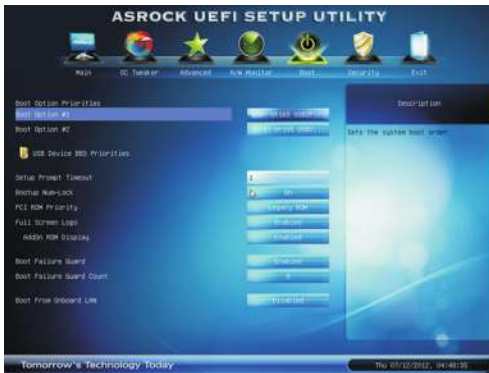 ASROCK UEFI SETUP UTILITY
Main OC Tweaker Advanced H/W Monitor Boot Security Exit
Boot Option Priorities
Boot Option #1
Boot Option #2
USB Device BBS Priorities
Setup Prompt Timeout 1
Bootup Num-Lock On
PCI ROM Priority Legacy ROM
Full Screen Logo Enabled
AddOn ROM Display Enabled
Boot Failure Guard Enabled
Boot Failure Guard Count
Boot From Onboard LAN Disabled
Description
Sets the system boot order
Tomorrow's Technology Today
Thu 07/12/2012, 04:48:35